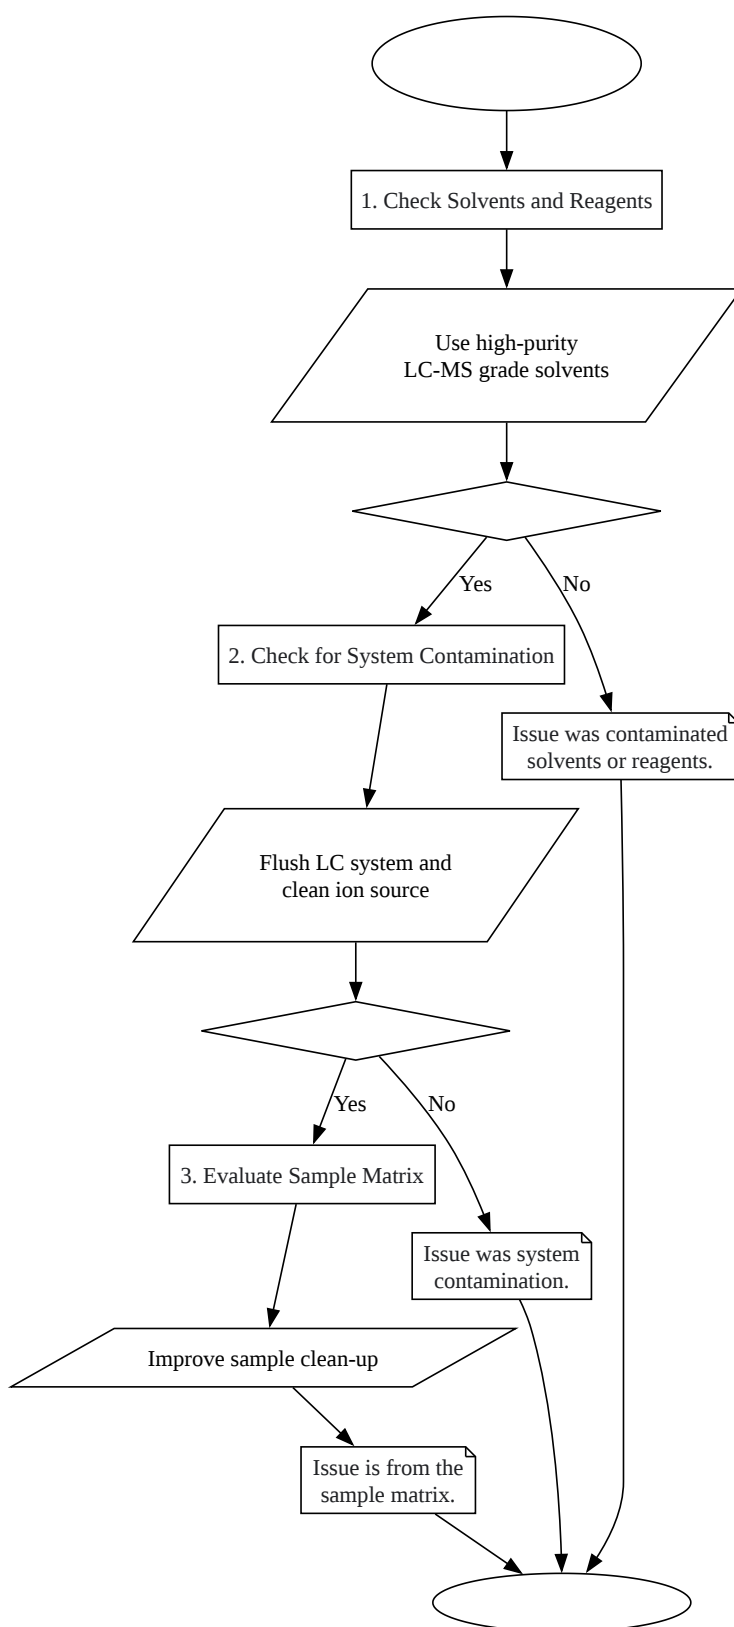 1. Check Solvents and Reagents
Use high-purity
LC-MS grade solvents
Yes
No
2. Check for System Contamination
Issue was contaminated
solvents or reagents.
Flush LC system and
clean ion source
Yes
No
3. Evaluate Sample Matrix
Issue was system
contamination.
Improve sample clean-up
Issue is from the
sample matrix.